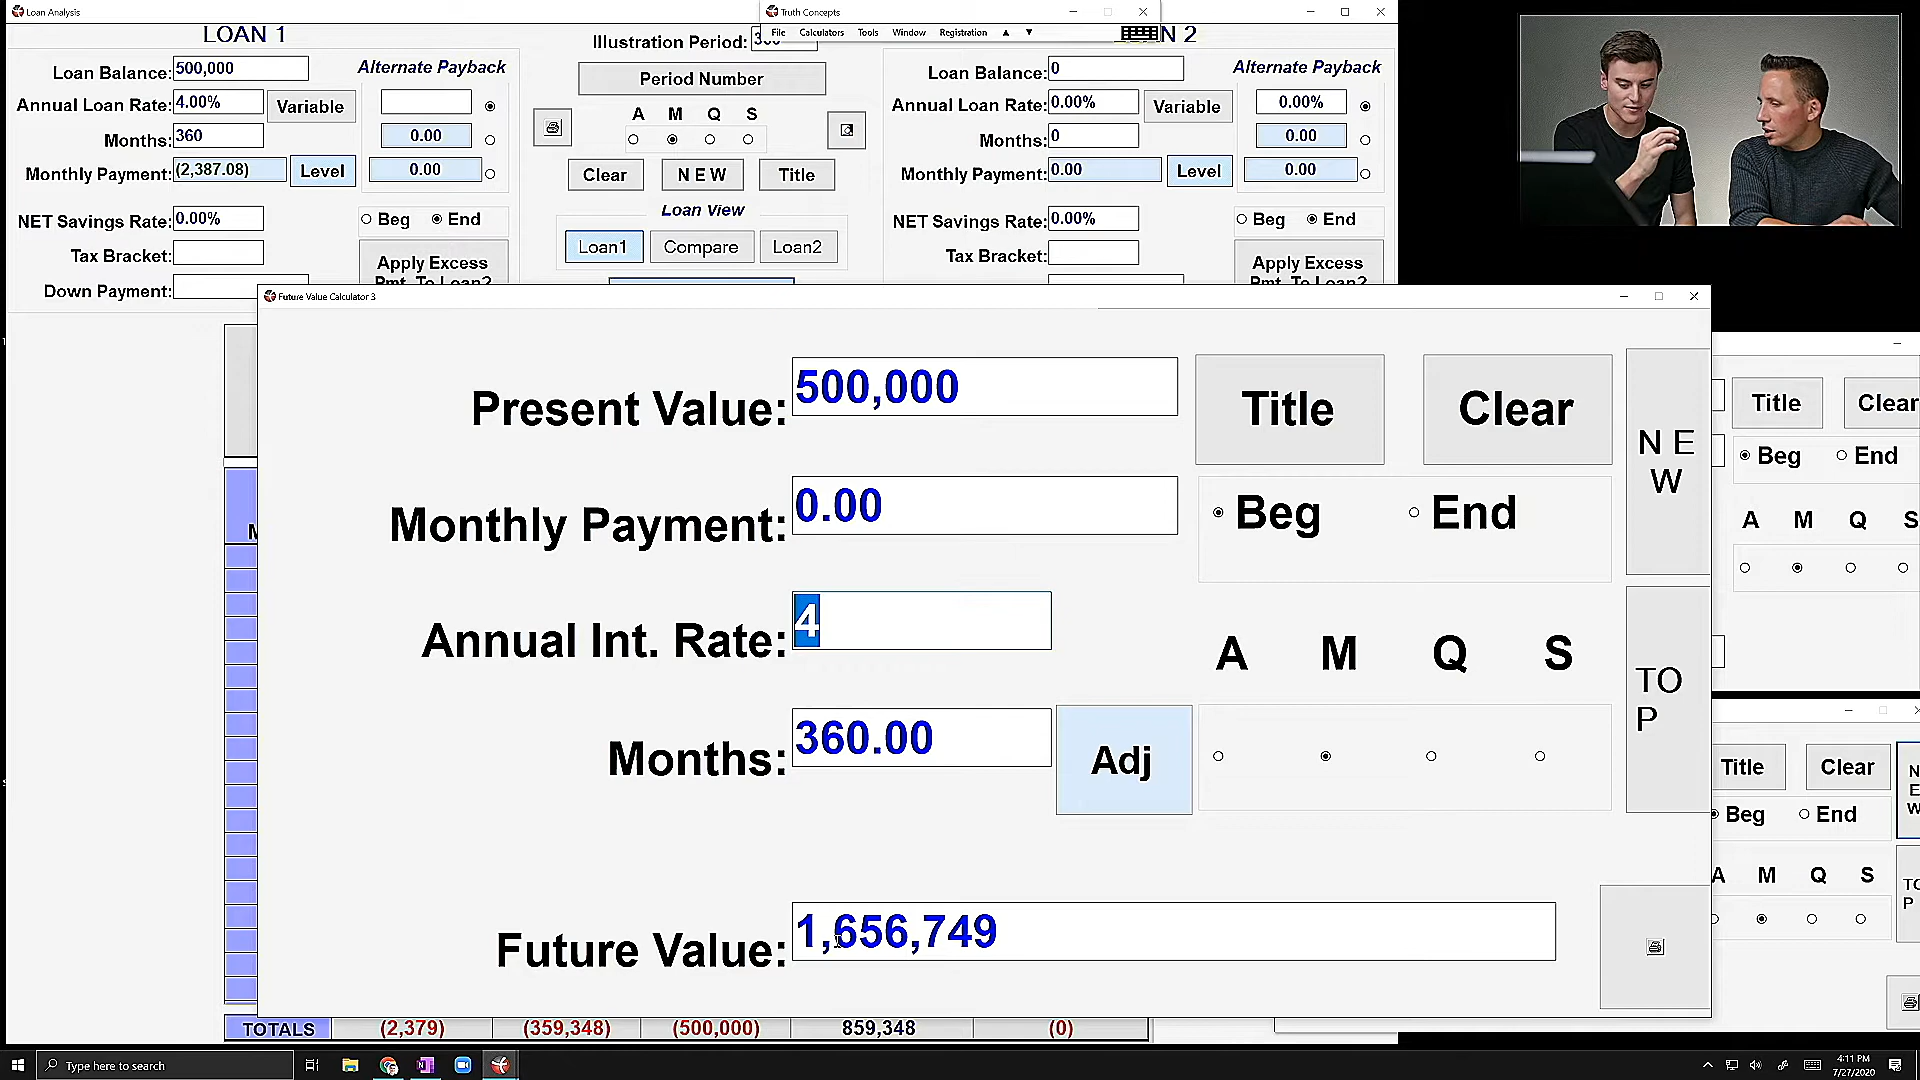 Loan Analysis
LOAN 1
Loan Balance: 500,000
Alternate Payback
Annual Loan Rate: 4.00% Variable
Months: 360 0.00
Monthly Payment: (2,387.08) Level 0.00
NET Savings Rate: 0.00% Beg End
Tax Bracket: Apply Excess
Down Payment: Pmt. To Loan2
Truth Concepts
File Calculators Tools Window Registration
Illustration Period:
Period Number
A M Q S
Clear N E W Title
Loan View
Loan1 Compare Loan2
N 2
Loan Balance: 0
Alternate Payback
Annual Loan Rate: 0.00% Variable 0.00%
Months: 0 0.00
Monthly Payment: 0.00 Level 0.00
NET Savings Rate: 0.00% Beg End
Tax Bracket: Apply Excess
Pmt. To Loan2
Future Value Calculator 3
Present Value: 500,000 Title Clear
Monthly Payment: 0.00 Beg End
Annual Int. Rate: 4 A M Q S
Months: 360.00 Adj
Future Value: 1,656,749
N E
W
TO
P
Title Clear
Beg End
A M Q S
Title Clear
Beg End
A M Q S
N
E
W
TO
P
TOTALS (2,379) (359,348) (500,000) 859,348 (0)
Type here to search
4:11 PM
7/27/2020